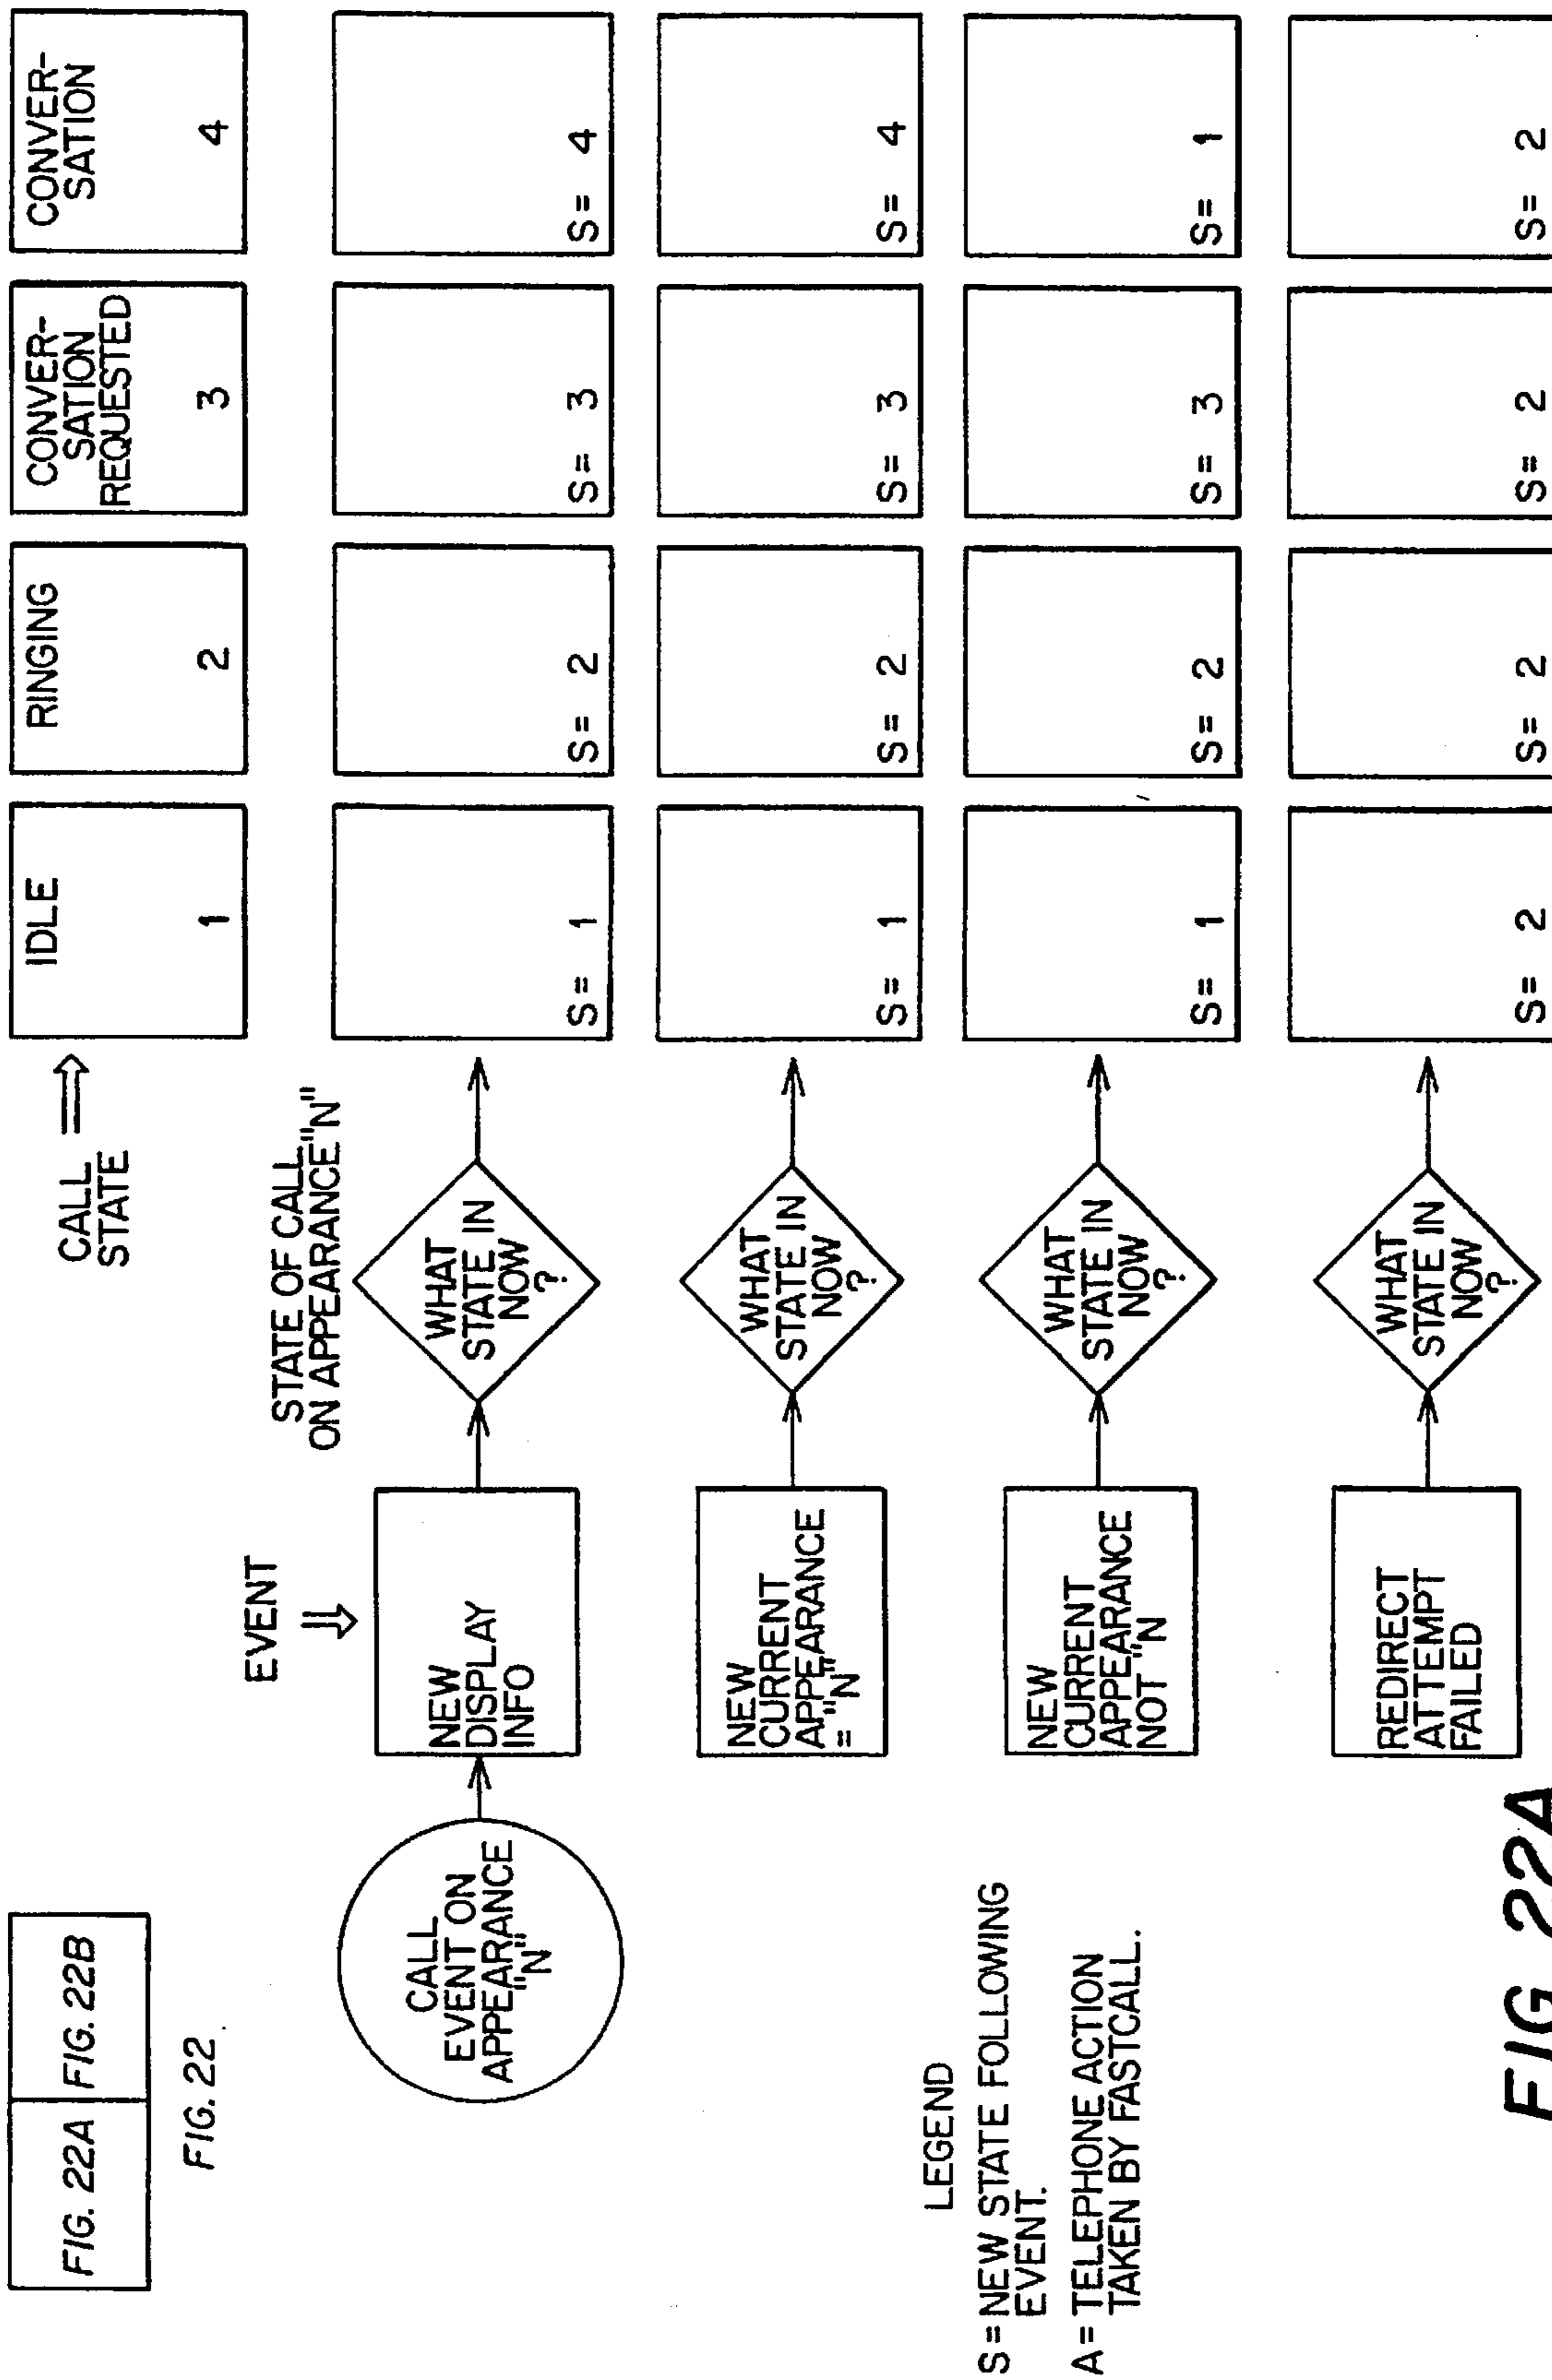 FIG. 22A FIG. 22B
FIG. 22
CALL
STATE
IDLE
1
RINGING
2
CONVER-
SATION
REQUESTED
3
CONVER-
SATION
4
EVENT
STATE OF CALL
ON APPEARANCE "N"
CALL
EVENT ON
APPEARANCE
"N"
NEW
DISPLAY
INFO
WHAT
STATE IN
NOW
?
S = 1
S = 2
S = 3
S = 4
NEW
CURRENT
APPEARANCE
= "N"
WHAT
STATE IN
NOW
?
S = 1
S = 2
S = 3
S = 4
NEW
CURRENT
APPEARANCE
NOT "N
WHAT
STATE IN
NOW
?
S = 1
S = 2
S = 3
S = 1
REDIRECT
ATTEMPT
FAILED
WHAT
STATE IN
NOW
?
S = 2
S = 2
S = 2
S = 2
LEGEND
S = NEW STATE FOLLOWING
EVENT.
A = TELEPHONE ACTION
TAKEN BY FASTCALL.
FIG. 22A